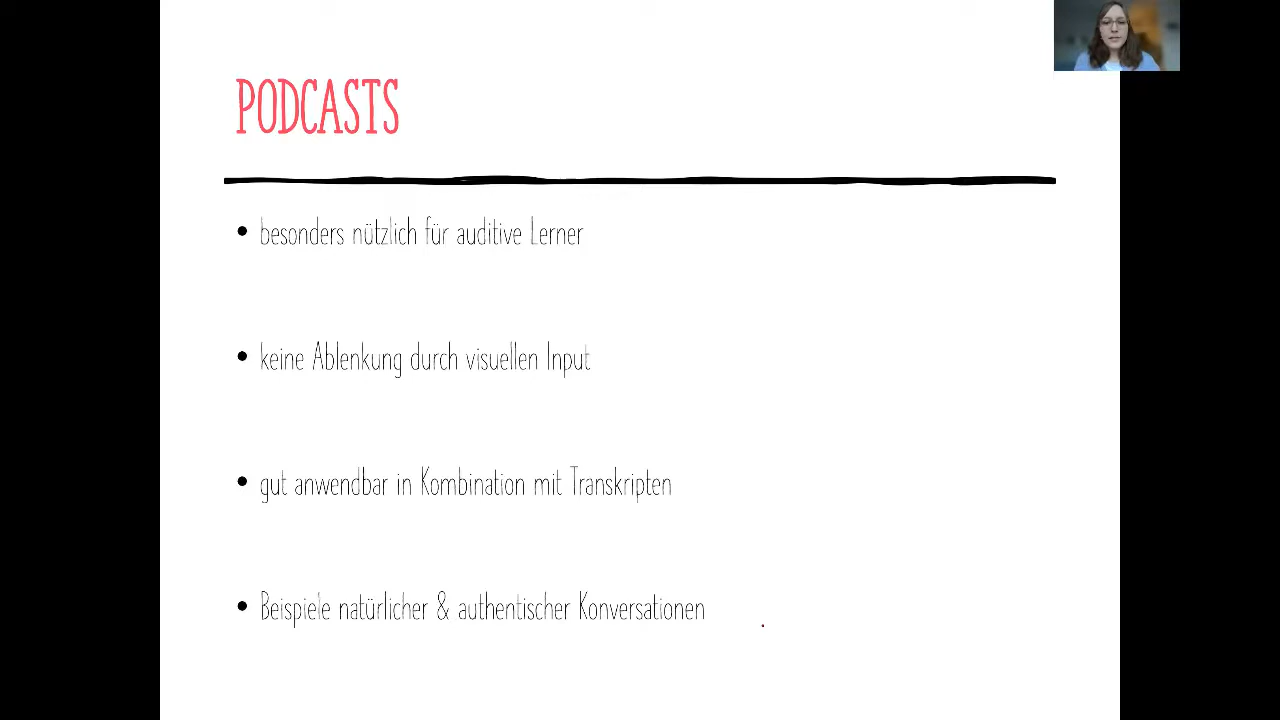 PODCASTS
• besonders nützlich für auditive Lerner
• keine Ablenkung durch visuellen Input
• gut anwendbar in Kombination mit Transkripten
• Beispiele natürlicher & authentischer Konversationen